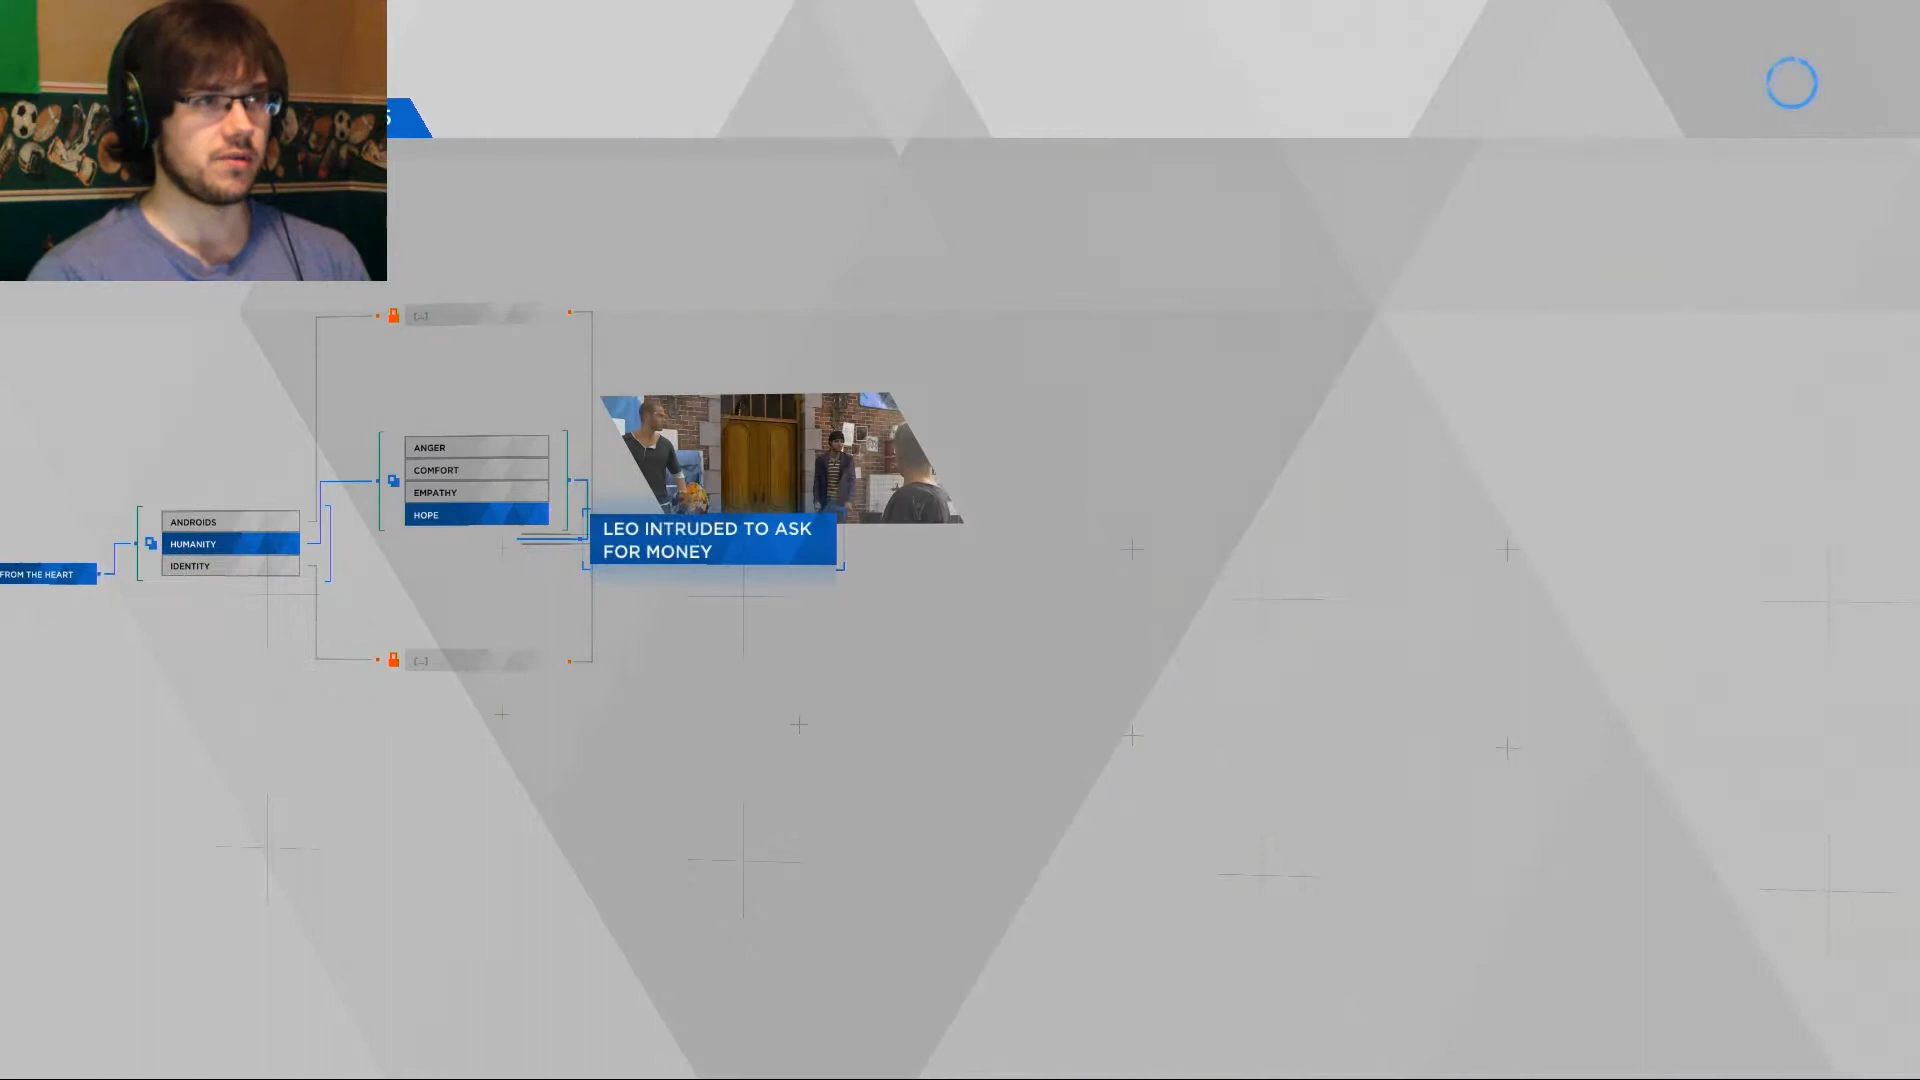 [...]
ANGER
COMFORT
EMPATHY
HOPE
ANDROIDS
HUMANITY
IDENTITY
FROM THE HEART
LEO INTRUDED TO ASK
FOR MONEY
[...]